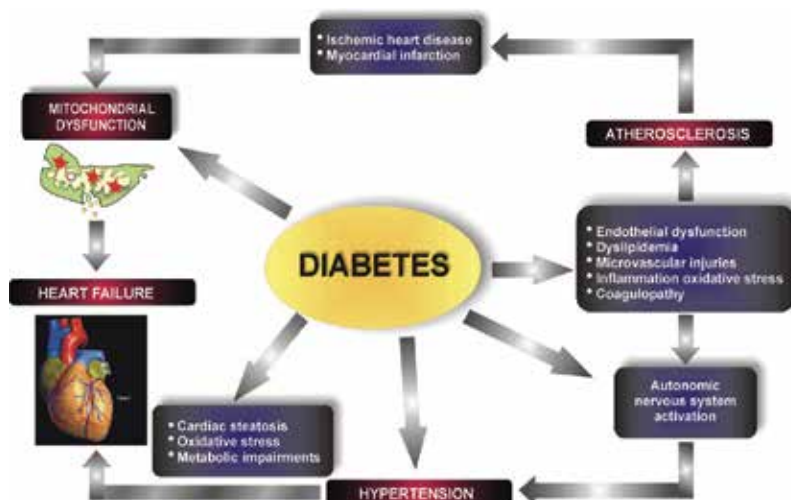 • Ischemic heart disease
• Myocardial infarction
MITOCHONDRIAL
DYSFUNCTION
ATHEROSCLEROSIS
DIABETES
• Endothelial dysfunction
• Dyslipidemia
• Microvascular injuries
• Inflammation oxidative stress
• Coagulopathy
HEART FAILURE
Autonomic
nervous system
activation
• Cardiac steatosis
• Oxidative stress
• Metabolic impairments
HYPERTENSION